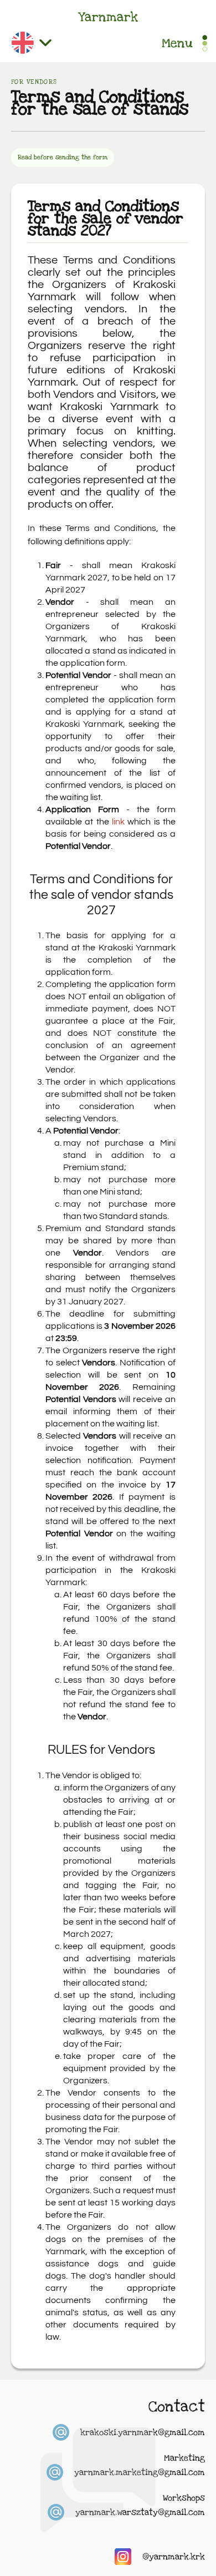 Yarnmark
Menu
FOR VENDORS
Terms and Conditions
for the sale of stands
Read before sending the form
Terms and Conditions
for the sale of vendor
stands 2027
These Terms and Conditions
clearly set out the principles
the Organizers of Krakoski
Yarnmark will follow when
selecting vendors. In the
event of a breach of the
provisions below, the
Organizers reserve the right
to refuse participation in
future editions of Krakoski
Yarnmark. Out of respect for
both Vendors and Visitors, we
want Krakoski Yarnmark to
be a diverse event with a
primary focus on knitting.
When selecting vendors, we
therefore consider both the
balance of product
categories represented at the
event and the quality of the
products on offer.
In these Terms and Conditions, the
following definitions apply:
1. Fair - shall mean Krakoski
Yarnmark 2027, to be held on 17
April 2027
2. Vendor - shall mean an
entrepreneur selected by the
Organizers of Krakoski
Yarnmark, who has been
allocated a stand as indicated in
the application form.
3. Potential Vendor - shall mean an
entrepreneur who has
completed the application form
and is applying for a stand at
Krakoski Yarnmark, seeking the
opportunity to offer their
products and/or goods for sale,
and who, following the
announcement of the list of
confirmed vendors, is placed on
the waiting list.
4. Application Form - the form
available at the link which is the
basis for being considered as a
Potential Vendor.
Terms and Conditions for
the sale of vendor stands
2027
1. The basis for applying for a
stand at the Krakoski Yarnmark
is the completion of the
application form.
2. Completing the application form
does NOT entail an obligation of
immediate payment, does NOT
guarantee a place at the Fair,
and does NOT constitute the
conclusion of an agreement
between the Organizer and the
Vendor.
3. The order in which applications
are submitted shall not be taken
into consideration when
selecting Vendors.
4. A Potential Vendor:
a. may not purchase a Mini
stand in addition to a
Premium stand;
b. may not purchase more
than one Mini stand;
c. may not purchase more
than two Standard stands.
5. Premium and Standard stands
may be shared by more than
one Vendor. Vendors are
responsible for arranging stand
sharing between themselves
and must notify the Organizers
by 31 January 2027.
6. The deadline for submitting
applications is 3 November 2026
at 23:59.
7. The Organizers reserve the right
to select Vendors. Notification of
selection will be sent on 10
November 2026. Remaining
Potential Vendors will receive an
email informing them of their
placement on the waiting list.
8. Selected Vendors will receive an
invoice together with their
selection notification. Payment
must reach the bank account
specified on the invoice by 17
November 2026. If payment is
not received by this deadline, the
stand will be offered to the next
Potential Vendor on the waiting
list.
9. In the event of withdrawal from
participation in the Krakoski
Yarnmark:
a. At least 60 days before the
Fair, the Organizers shall
refund 100% of the stand
fee.
b. At least 30 days before the
Fair, the Organizers shall
refund 50% of the stand fee.
c. Less than 30 days before
the Fair, the Organizers shall
not refund the stand fee to
the Vendor.
RULES for Vendors
1. The Vendor is obliged to:
a. inform the Organizers of any
obstacles to arriving at or
attending the Fair;
b. publish at least one post on
their business social media
accounts using the
promotional materials
provided by the Organizers
and tagging the Fair, no
later than two weeks before
the Fair; these materials will
be sent in the second half of
March 2027;
c. keep all equipment, goods
and advertising materials
within the boundaries of
their allocated stand;
d. set up the stand, including
laying out the goods and
clearing materials from the
walkways, by 9:45 on the
day of the Fair;
e. take proper care of the
equipment provided by the
Organizers.
2. The Vendor consents to the
processing of their personal and
business data for the purpose of
promoting the Fair.
3. The Vendor may not sublet the
stand or make it available free of
charge to third parties without
the prior consent of the
Organizers. Such a request must
be sent at least 15 working days
before the Fair.
4. The Organizers do not allow
dogs on the premises of the
Yarnmark, with the exception of
assistance dogs and guide
dogs. The dog's handler should
carry the appropriate
documents confirming the
animal's status, as well as any
other documents required by
law.
Contact
krakoski.yarnmark@gmail.com
Marketing
yarnmark.marketing@gmail.com
Workshops
yarnmark.warsztaty@gmail.com
@yarnmark.krk